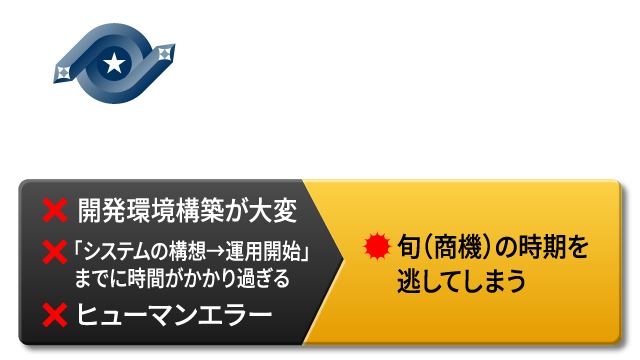 開発環境構築が大変
「システムの構想→運用開始」
までに時間がかかり過ぎる
ヒューマンエラー
旬（商機）の時期を
逃してしまう